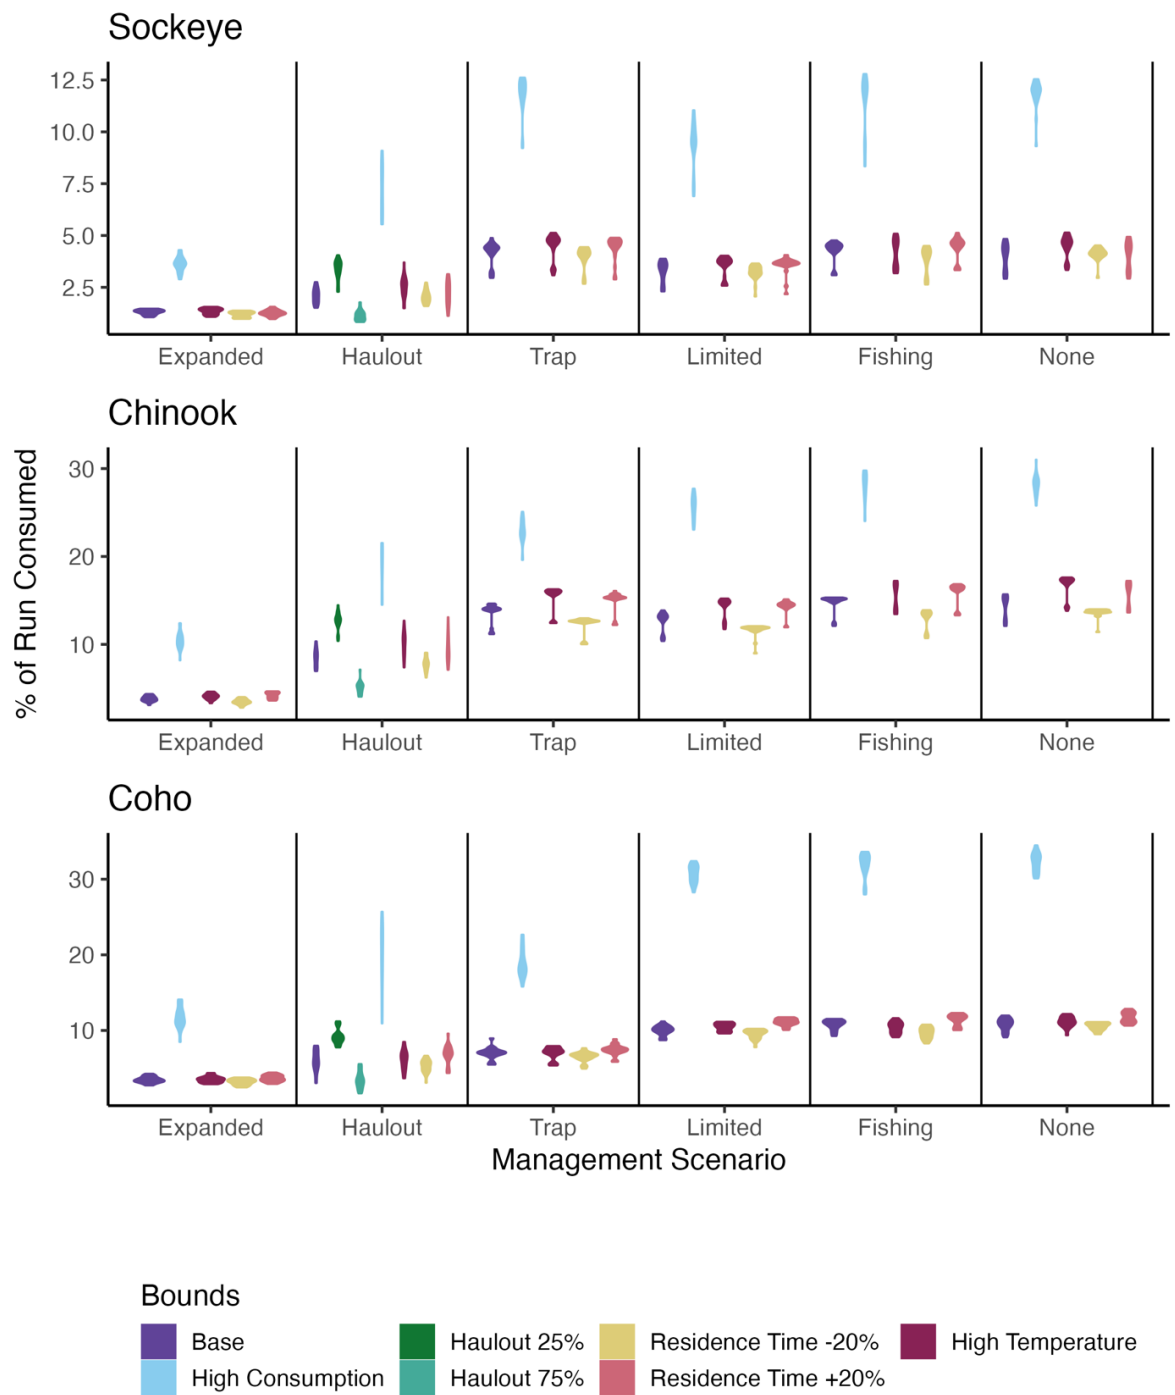 Sockeye
12.5
10.0
7.5
5.0
2.5
Expanded Haulout Trap Limited Fishing None
Chinook
% of Run Consumed
30
20
10
Expanded Haulout Trap Limited Fishing None
Coho
30
20
10
Expanded Haulout Trap Limited Fishing None
Management Scenario
Bounds
Base Haulout 25% Residence Time -20% High Temperature
High Consumption Haulout 75% Residence Time +20%